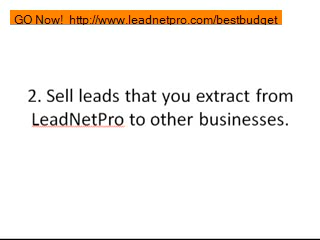 GO Now! http://www.leadnetpro.com/bestbudget
2. Sell leads that you extract from
LeadNetPro to other businesses.